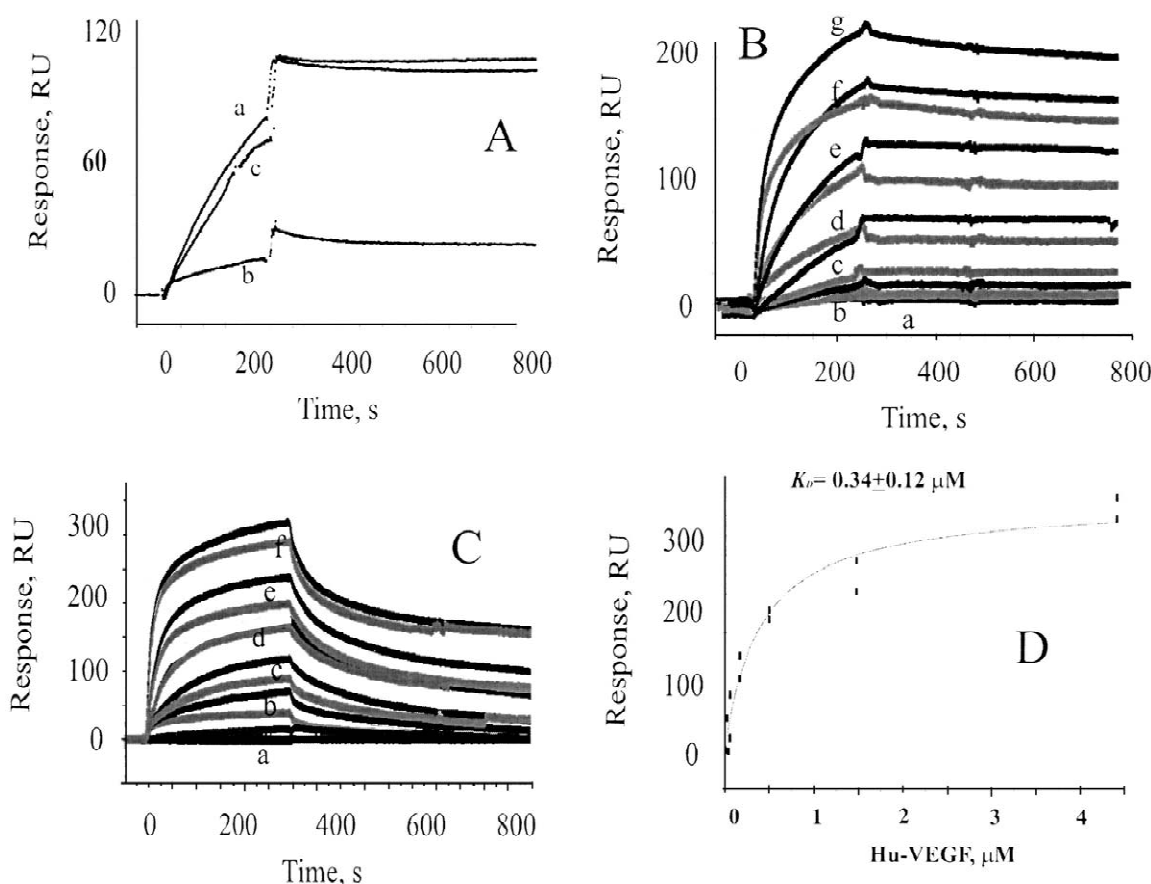 A
120
60
0
Response, RU
a
c
b
0 200 400 600 800
Time, s
B
200
100
0
Response, RU
g
f
e
d
c
b
a
0 200 400 600 800
Time, s
C
300
200
100
0
Response, RU
f
e
d
c
b
a
0 200 400 600 800
Time, s
K_D= 0.34±0.12 µM
D
300
200
100
0
Response, RU
0 1 2 3 4
Hu-VEGF, µM